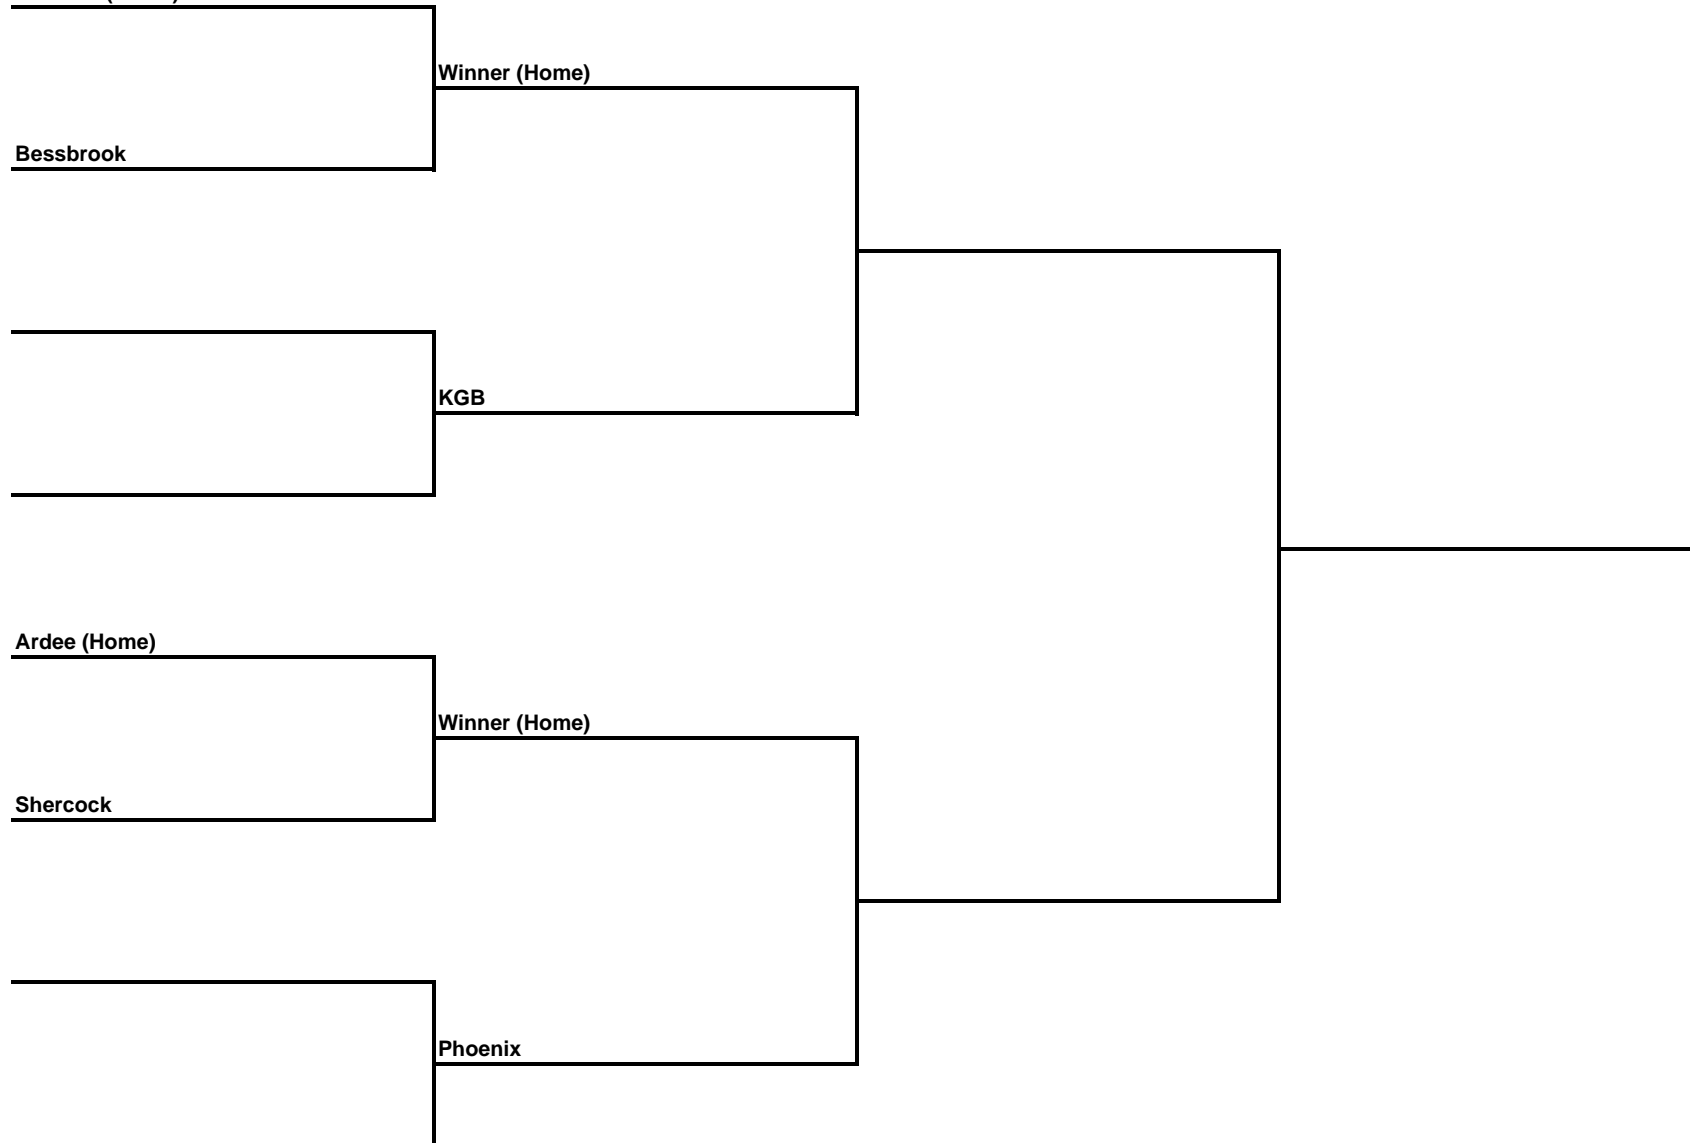 Winner (Home)
Bessbrook
KGB
Ardee (Home)
Winner (Home)
Shercock
Phoenix